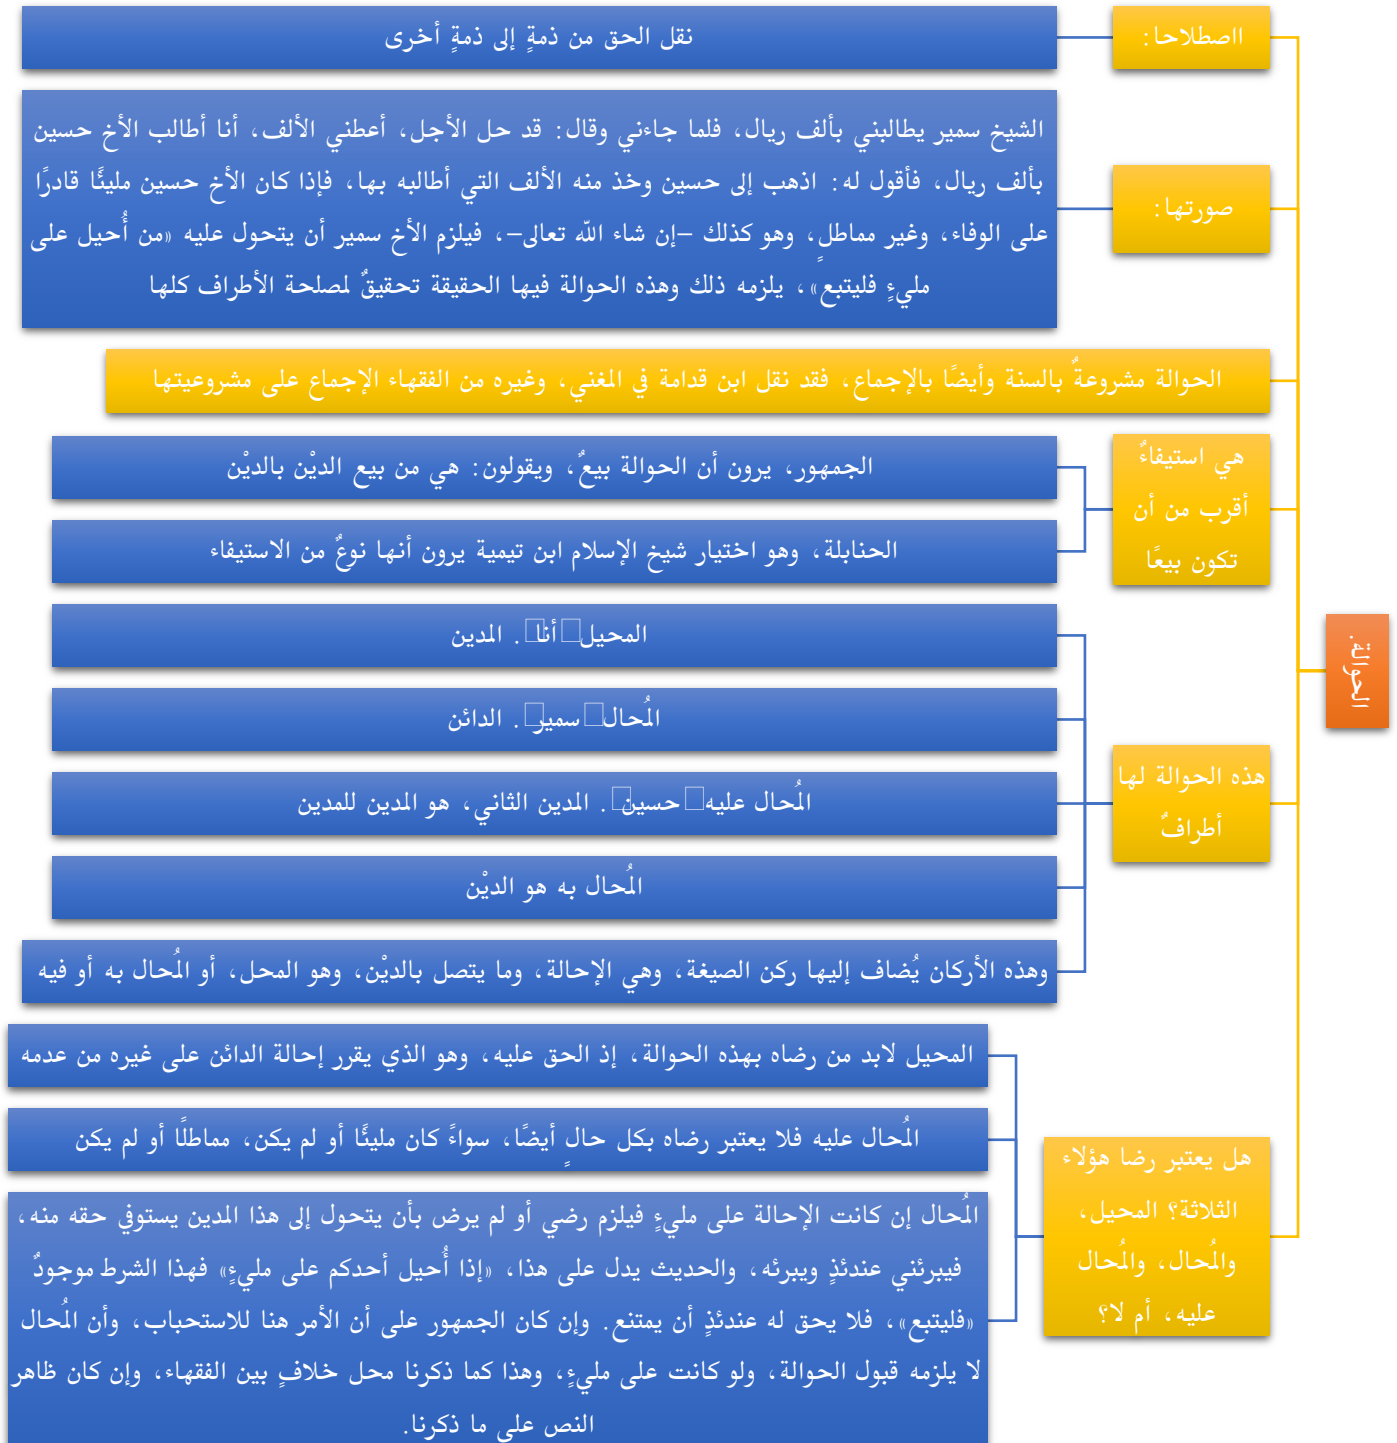 الحوالة.
ااصطلاحا:
نقل الحق من ذمةٍ إلى ذمةٍ أخرى
صورتها:
الشيخ سمير يطالبني بألف ريال، فلما جاءني وقال: قد حل الأجل، أعطني الألف، أنا أطالب الأخ حسين
بألف ريال، فأقول له: اذهب إلى حسين وخذ منه الألف التي أطالبه بها، فإذا كان الأخ حسين مليئًا قادرًا
على الوفاء، وغير مماطلٍ، وهو كذلك –إن شاء الله تعالى–، فيلزم الأخ سمير أن يتحول عليه «من أُحيل على
مليءٍ فليتبع»، يلزمه ذلك وهذه الحوالة فيها الحقيقة تحقيقٌ لمصلحة الأطراف كلها
الحوالة مشروعةٌ بالسنة وأيضًا بالإجماع، فقد نقل ابن قدامة في المغني، وغيره من الفقهاء الإجماع على مشروعيتها
هي استيفاءٌ
أقرب من أن
تكون بيعًا
الجمهور، يرون أن الحوالة بيعٌ، ويقولون: هي من بيع الديْن بالديْن
الحنابلة، وهو اختيار شيخ الإسلام ابن تيمية يرون أنها نوعٌ من الاستيفاء
هذه الحوالة لها
أطرافٌ
المحيل أنا. المدين
المُحال سمير. الدائن
المُحال عليه حسين. المدين الثاني، هو المدين للمدين
المُحال به هو الديْن
وهذه الأركان يُضاف إليها ركن الصيغة، وهي الإحالة، وما يتصل بالديْن، وهو المحل، أو المُحال به أو فيه
هل يعتبر رضا هؤلاء
الثلاثة؟ المحيل،
والمُحال، والمُحال
عليه، أم لا؟
المحيل لابد من رضاه بهذه الحوالة، إذ الحق عليه، وهو الذي يقرر إحالة الدائن على غيره من عدمه
المُحال عليه فلا يعتبر رضاه بكل حالٍ أيضًا، سواءً كان مليئًا أو لم يكن، مماطلًا أو لم يكن
المُحال إن كانت الإحالة على مليءٍ فيلزم رضي أو لم يرض بأن يتحول إلى هذا المدين يستوفي حقه منه،
فيبرئني عندئذٍ ويبرئه، والحديث يدل على هذا، «إذا أُحيل أحدكم على مليءٍ» فهذا الشرط موجودٌ
«فليتبع»، فلا يحق له عندئذٍ أن يمتنع. وإن كان الجمهور على أن الأمر هنا للاستحباب، وأن المُحال
لا يلزمه قبول الحوالة، ولو كانت على مليءٍ، وهذا كما ذكرنا محل خلافٍ بين الفقهاء، وإن كان ظاهر
النص على ما ذكرنا.